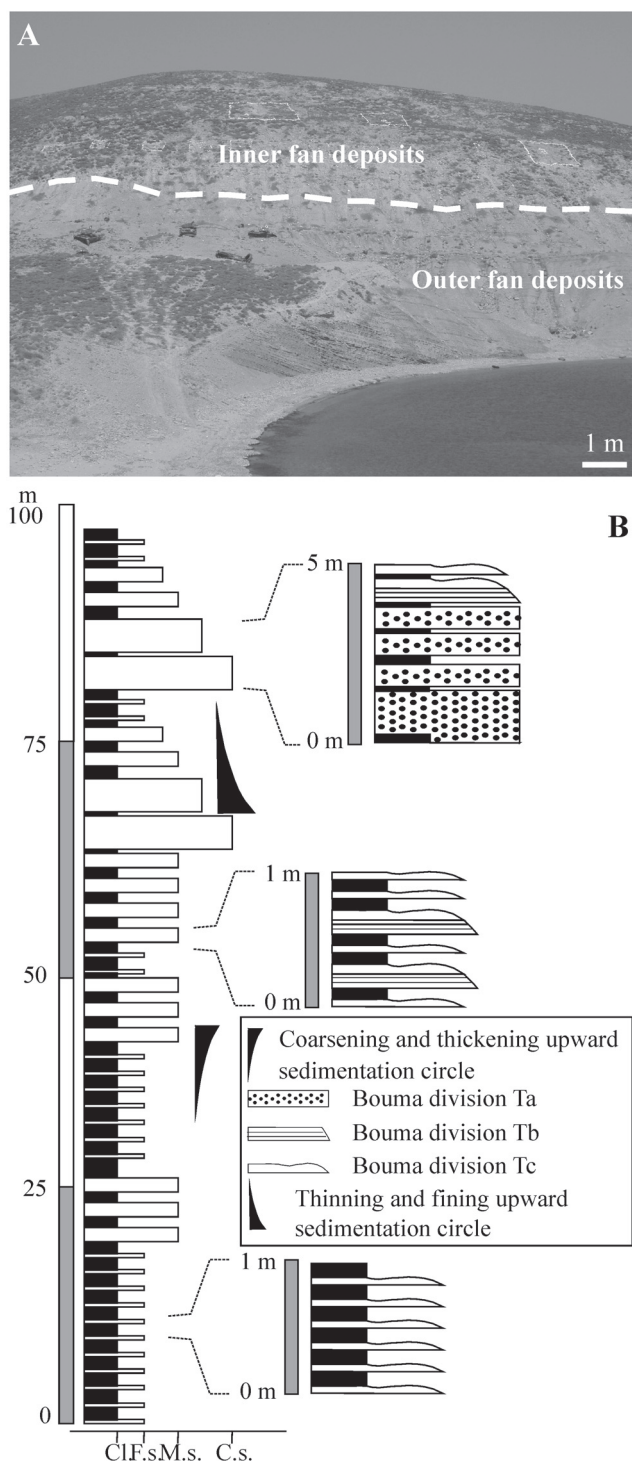 A
Inner fan deposits
Outer fan deposits
1 m
m
100
B
5 m
0 m
75
1 m
0 m
50
Coarsening and thickening upward
sedimentation circle
Bouma division Ta
Bouma division Tb
Bouma division Tc
Thinning and fining upward
sedimentation circle
25
1 m
0 m
0
Cl.F.s.M.s. C.s.